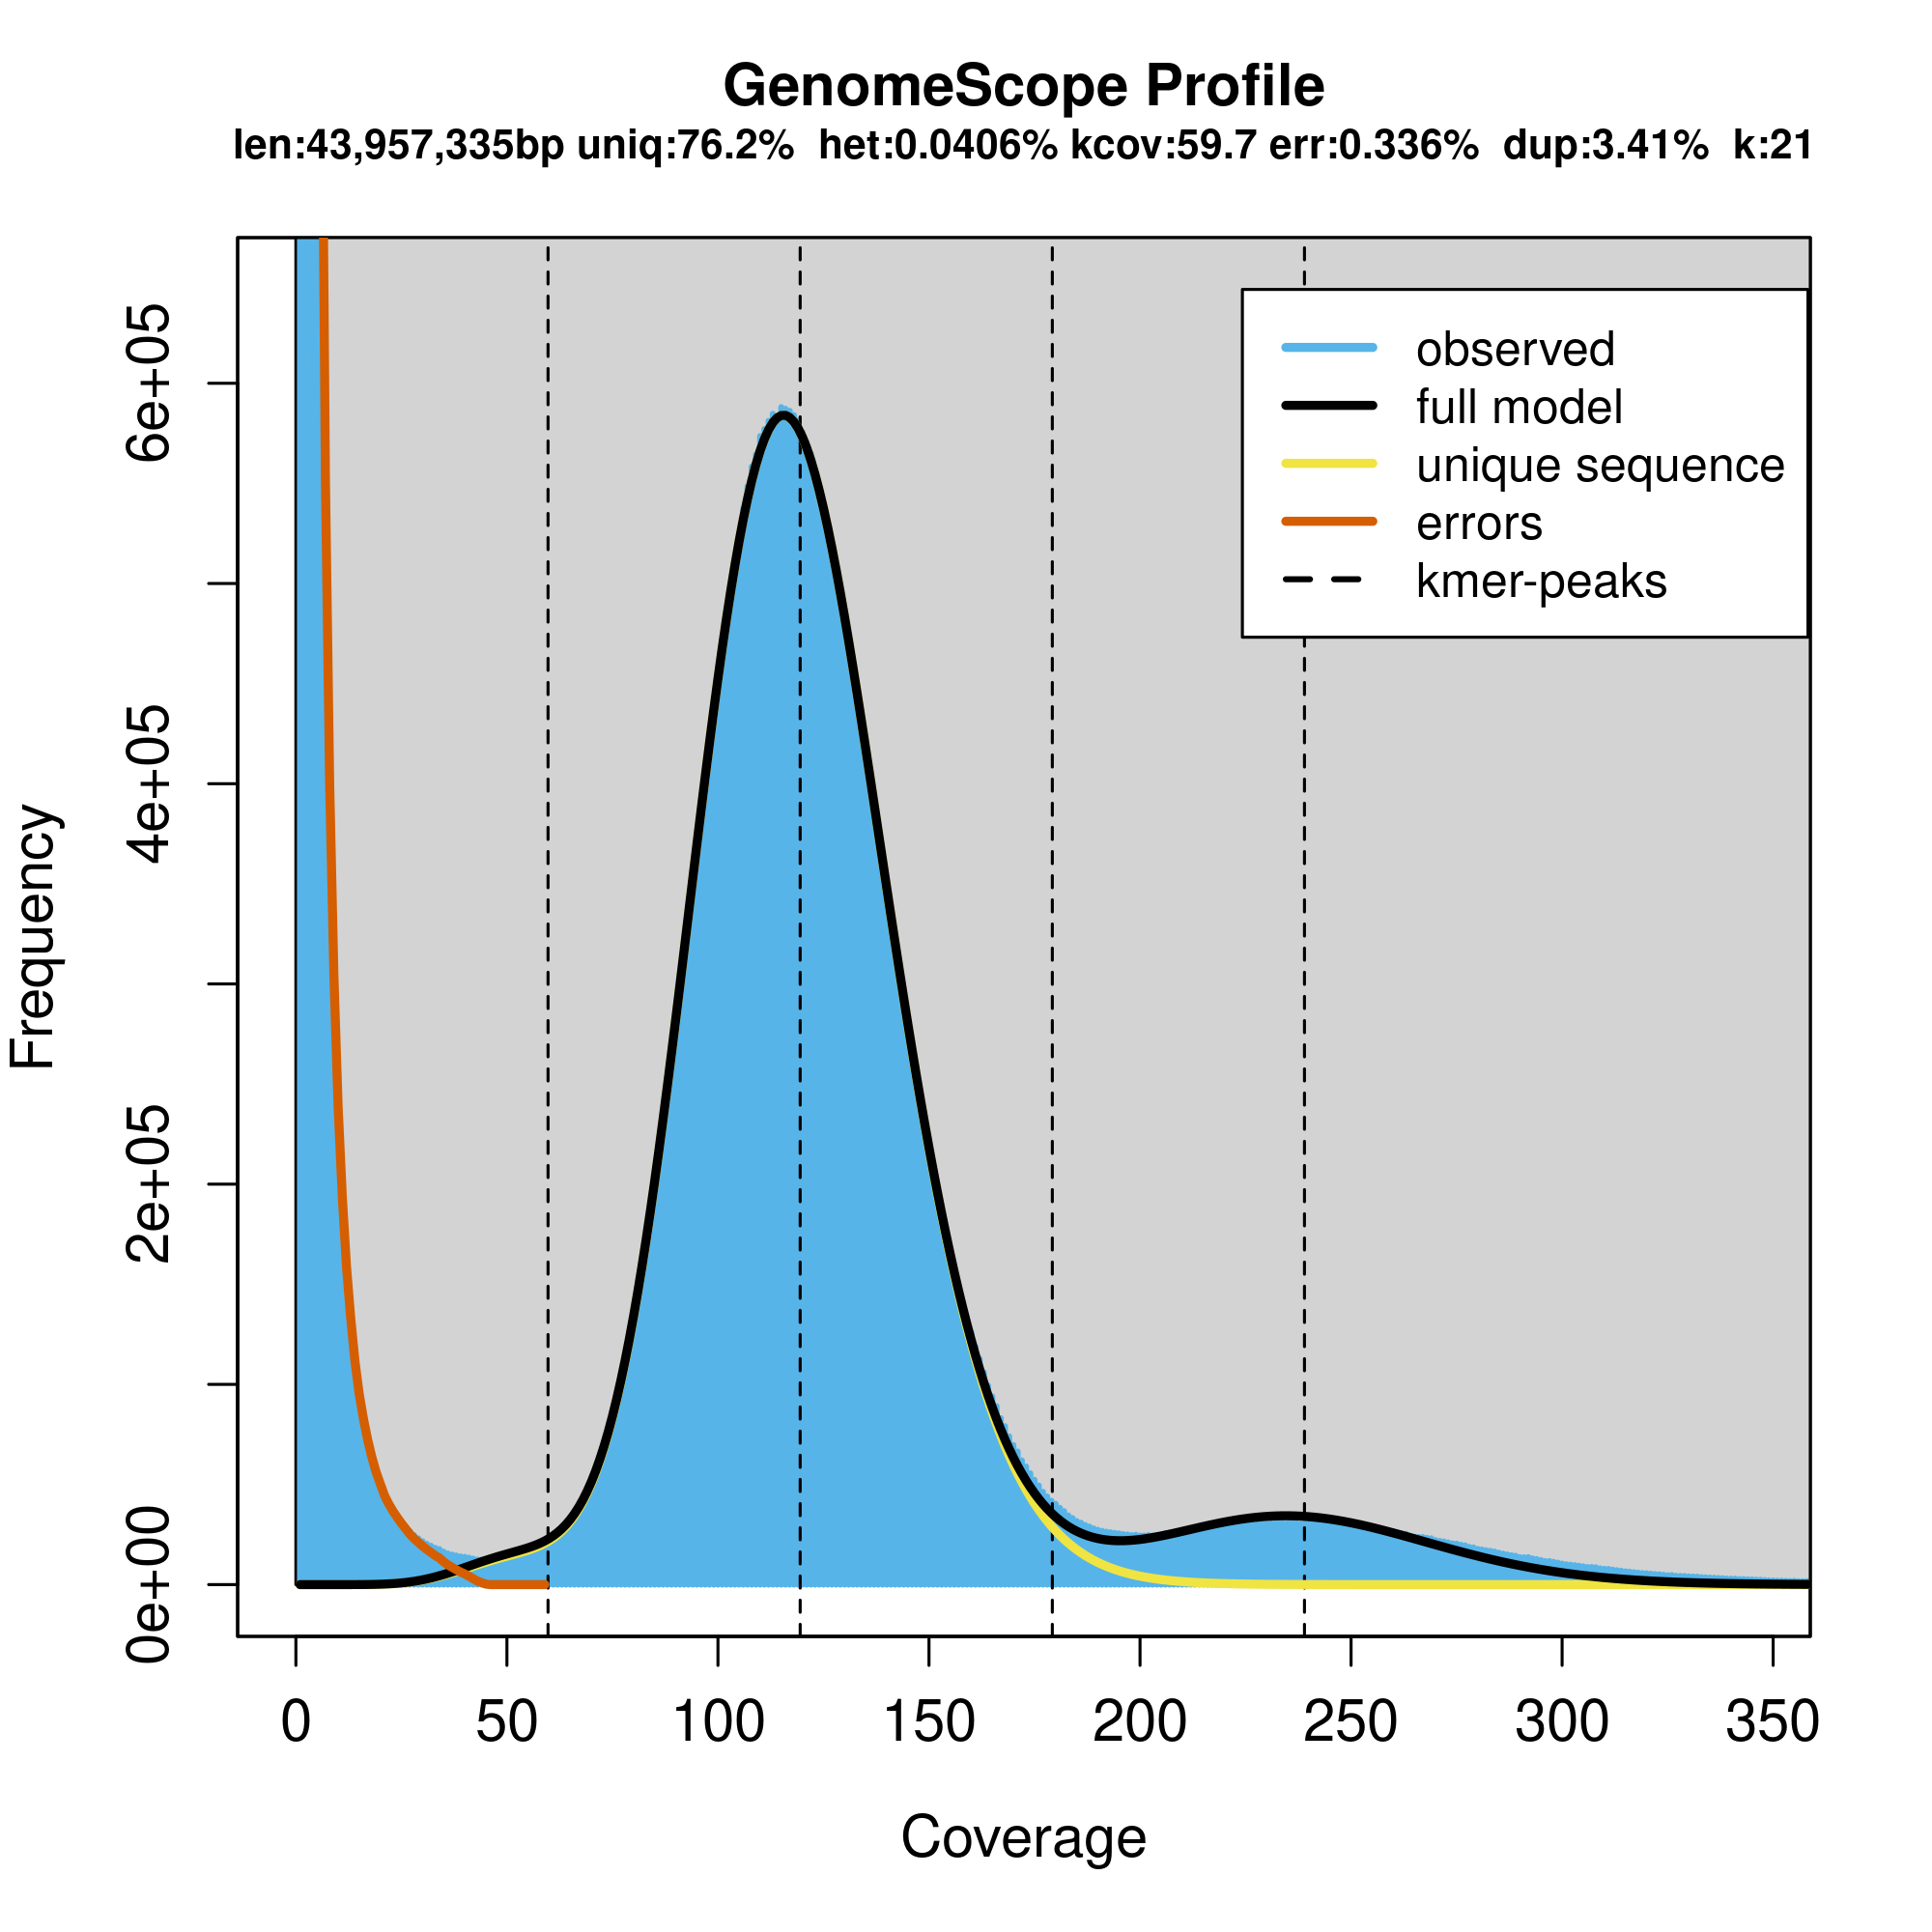 GenomeScope Profile
len:43,957,335bp uniq:76.2% het:0.0406% kcov:59.7 err:0.336% dup:3.41% k:21
observed
full model
unique sequence
errors
kmer-peaks
Frequency
6e+05
4e+05
2e+05
0e+00
0 50 100 150 200 250 300 350
Coverage